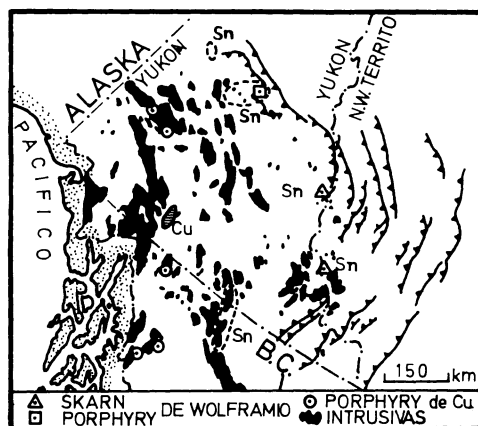 Sn
ALASKA
YUKON
Sn
YUKON
N.W. TERRITO
PACIFICO
Sn
Cu
Sn
Sn
B C
150
km
SKARN
PORPHYRY
DE WOLFRAMIO
PORPHYRY de Cu
INTRUSIVAS